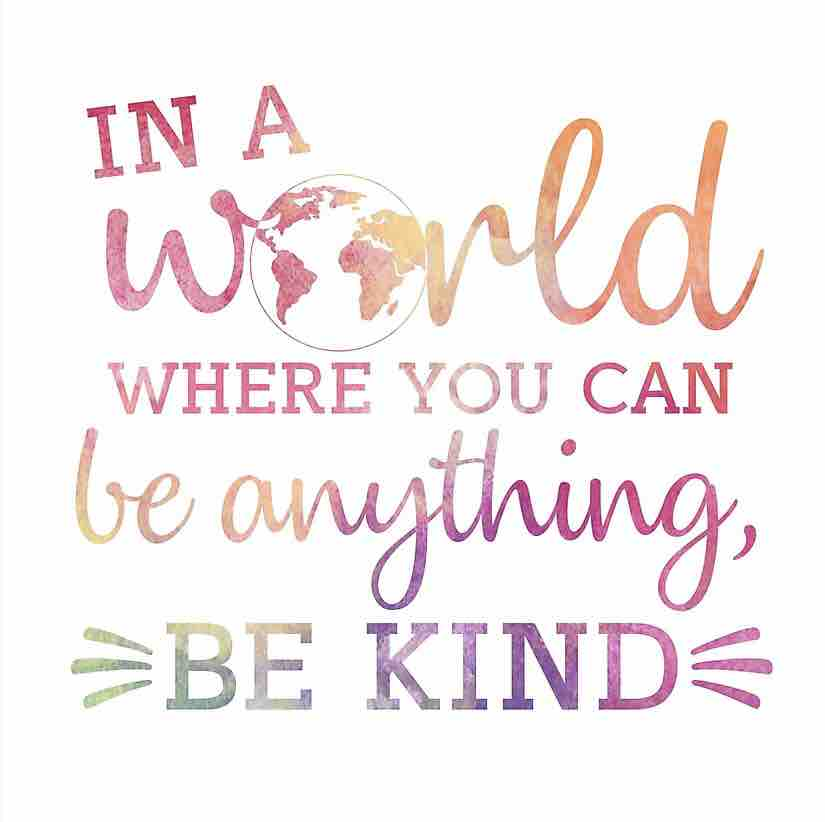 IN A
world
WHERE YOU CAN
be anything,
BE KIND